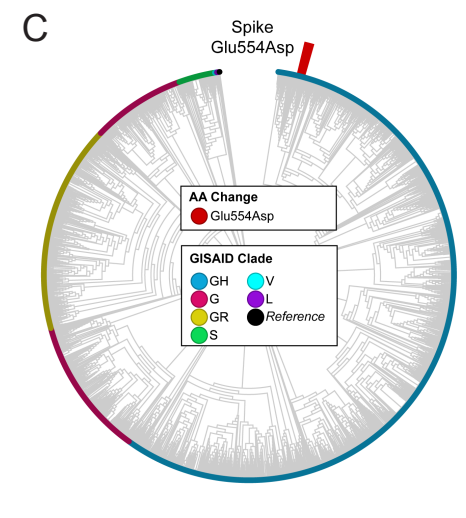 C
Spike
Glu554Asp
AA Change
Glu554Asp
GISAID Clade
GH
V
G
L
GR
Reference
S